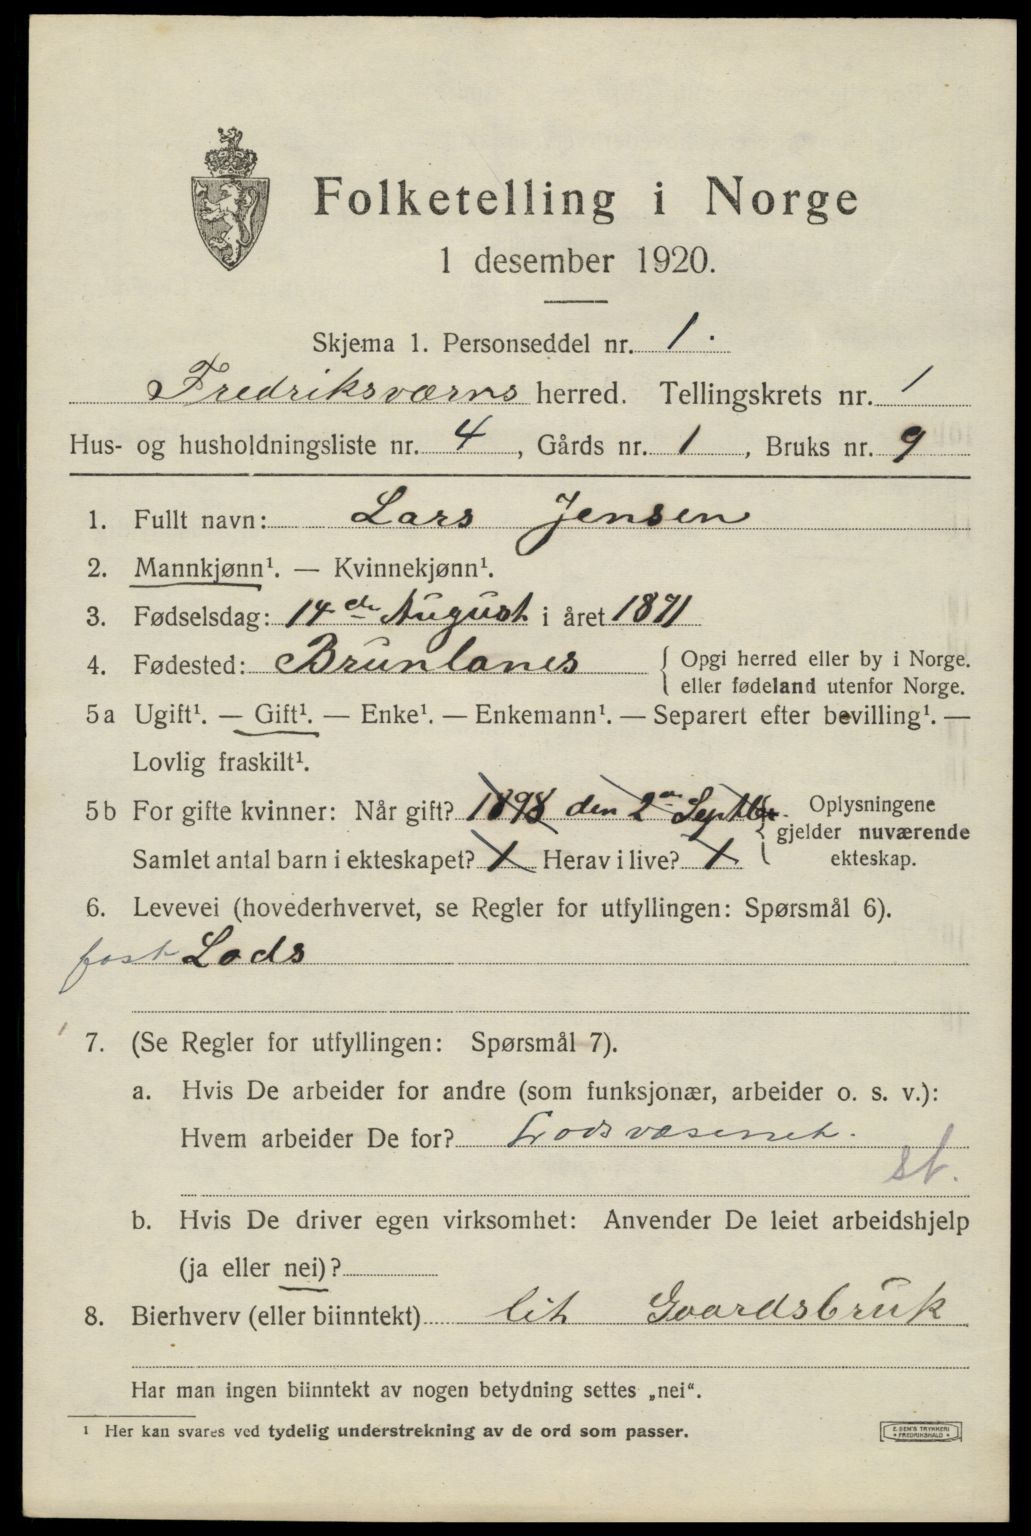 Folketelling i Norge
1 desember 1920.
Skjema 1. Personseddel nr. 1.
Fredriksværns herred. Tellingskrets nr. 1
Hus- og husholdningsliste nr. 4, Gårds nr. 1, Bruks nr. 9
1. Fullt navn: Lars Jensen
2. Mannkjønn¹. — Kvinnekjønn¹.
3. Fødselsdag: 14de August i året 1871
4. Fødested: Brunlanes { Opgi herred eller by i Norge.
eller fødeland utenfor Norge.
5a Ugift¹. — Gift¹. — Enke¹. — Enkemann¹. — Separert efter bevilling¹. —
Lovlig fraskilt¹.
5b For gifte kvinner: Når gift? 1898 den 2en Septbr. { Oplysningene
gjelder nuværende
Samlet antal barn i ekteskapet? X Herav i live? X ekteskap.
6. Levevei (hovederhvervet, se Regler for utfyllingen: Spørsmål 6).
fast Lods
7. (Se Regler for utfyllingen: Spørsmål 7).
a. Hvis De arbeider for andre (som funksjonær, arbeider o. s. v.):
Hvem arbeider De for? Lodsvæsenet.
st.
b. Hvis De driver egen virksomhet: Anvender De leiet arbeidshjelp
(ja eller nei)?
8. Bierhverv (eller biinntekt) lit Gaardsbruk
Har man ingen biinntekt av nogen betydning settes „nei“.
¹ Her kan svares ved tydelig understrekning av de ord som passer.
E. SEM'S TRYKKERI
* FREDRIKSHALD *